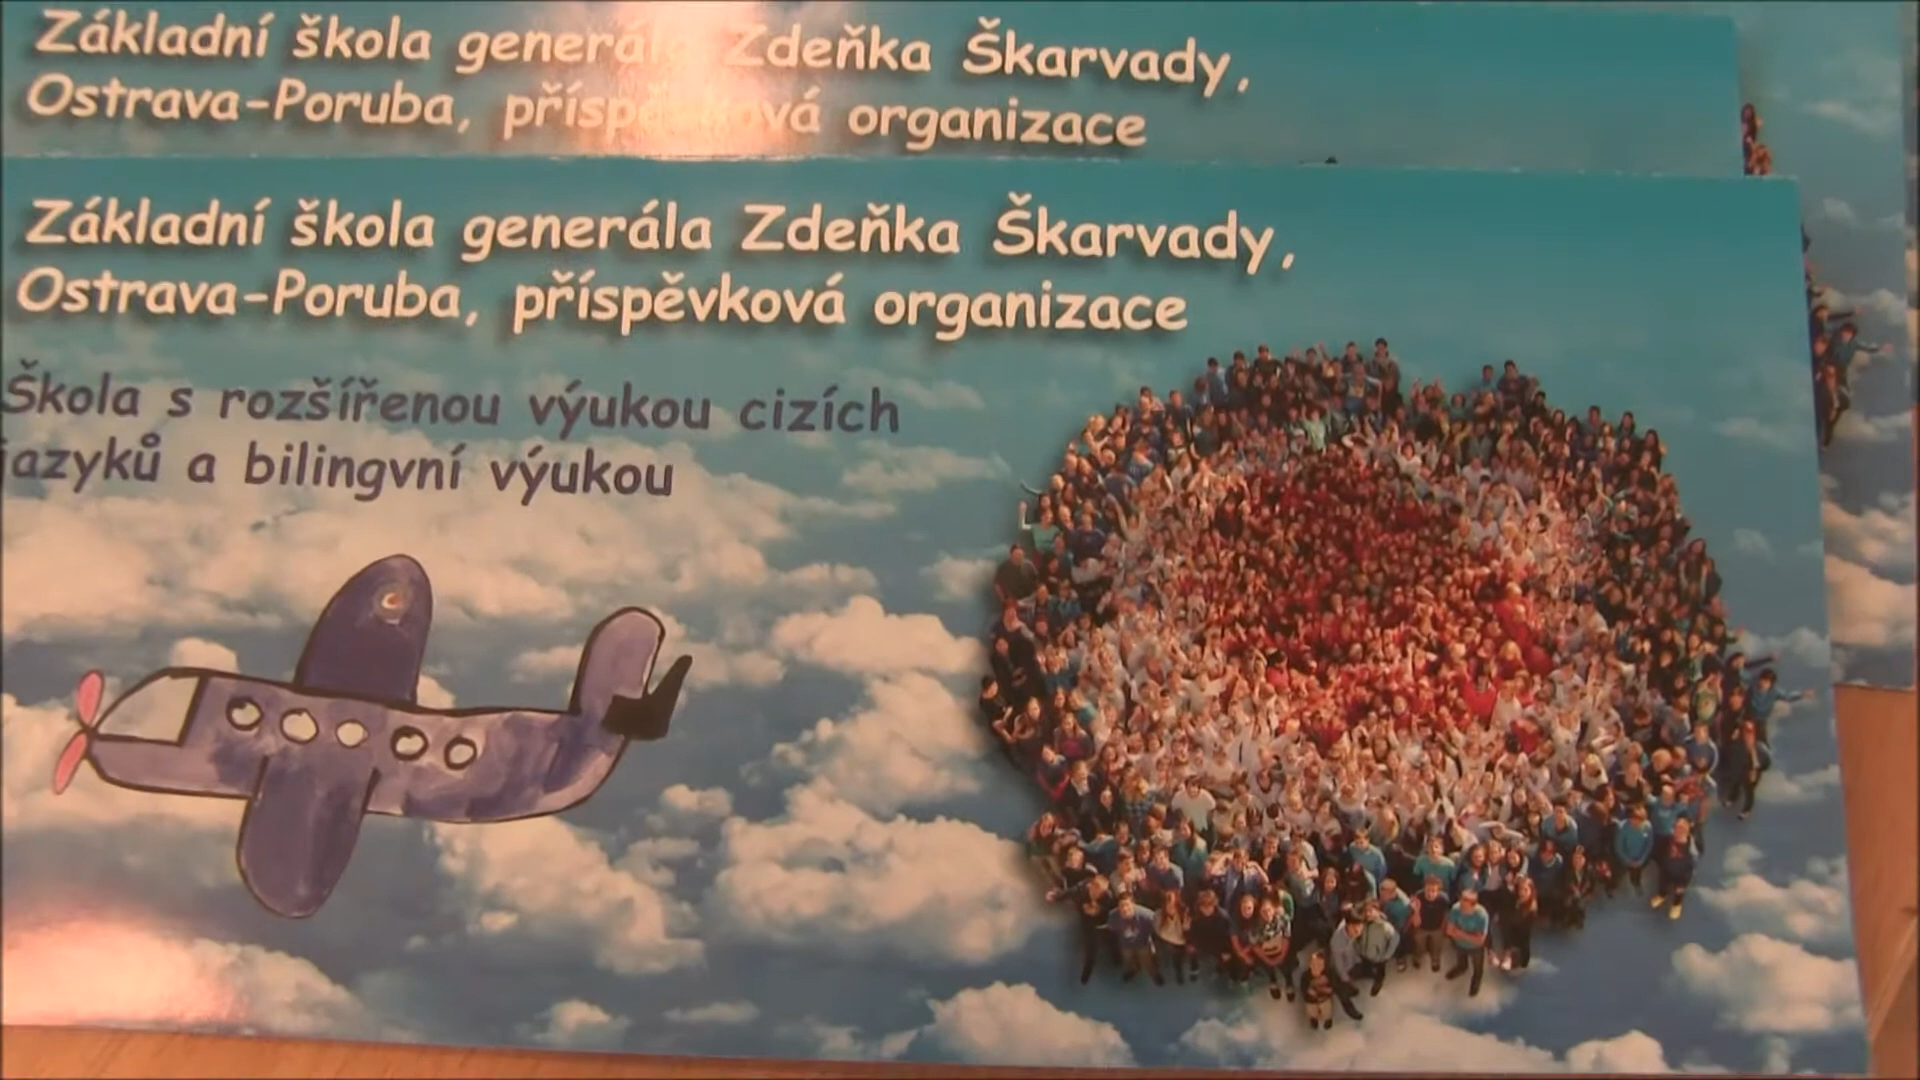 Základní škola generála Zdeňka Škarvady,
Ostrava-Poruba, příspěvková organizace
Základní škola generála Zdeňka Škarvady,
Ostrava-Poruba, příspěvková organizace
Škola s rozšířenou výukou cizích
jazyků a bilingvní výukou